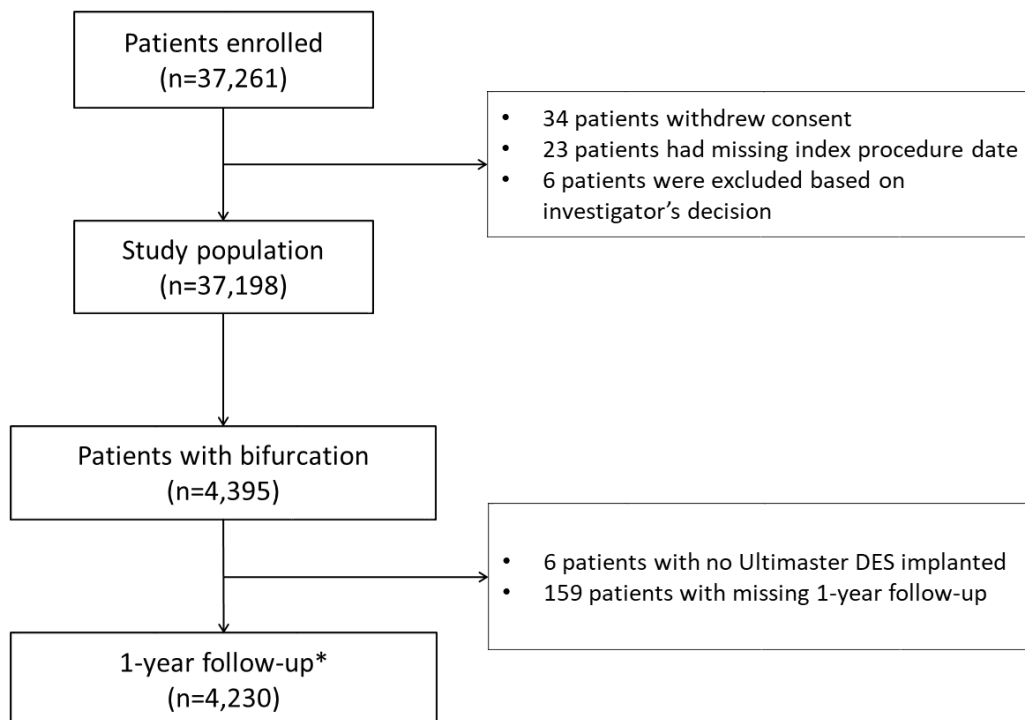 Patients enrolled
(n=37,261)
• 34 patients withdrew consent
• 23 patients had missing index procedure date
• 6 patients were excluded based on
investigator’s decision
Study population
(n=37,198)
Patients with bifurcation
(n=4,395)
• 6 patients with no Ultimaster DES implanted
• 159 patients with missing 1-year follow-up
1-year follow-up*
(n=4,230)